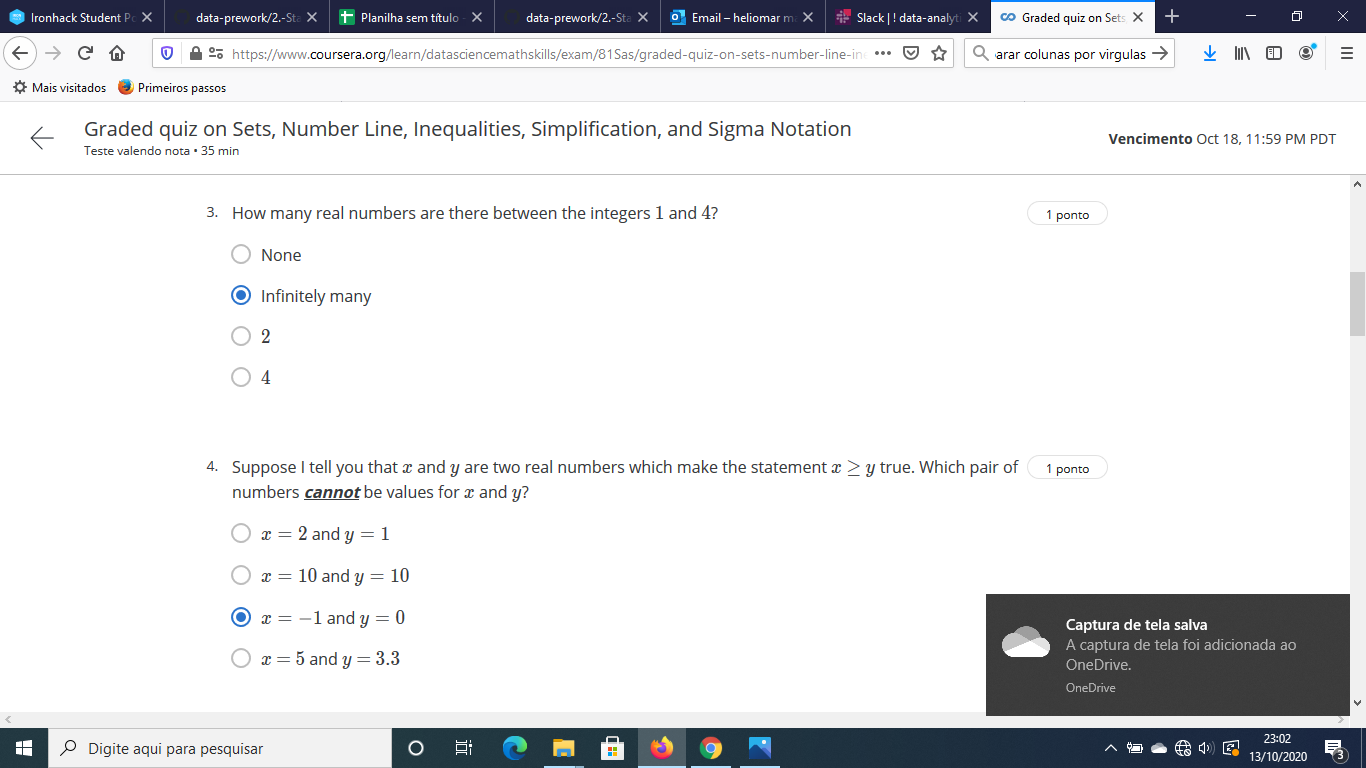 Ironhack Student Po
data-prework/2.-Sta
Planilha sem título
data-prework/2.-Sta
Email – heliomar m
Slack | ! data-analyti
Graded quiz on Sets
https://www.coursera.org/learn/datasciencemathskills/exam/81Sas/graded-quiz-on-sets-number-line-in
arar colunas por virgulas
Mais visitados
Primeiros passos
Graded quiz on Sets, Number Line, Inequalities, Simplification, and Sigma Notation
Teste valendo nota • 35 min
Vencimento Oct 18, 11:59 PM PDT
3. How many real numbers are there between the integers 1 and 4?
1 ponto
None
Infinitely many
2
4
4. Suppose I tell you that x and y are two real numbers which make the statement x ≥ y true. Which pair of
1 ponto
numbers cannot be values for x and y?
x = 2 and y = 1
x = 10 and y = 10
x = −1 and y = 0
x = 5 and y = 3.3
Captura de tela salva
A captura de tela foi adicionada ao
OneDrive.
OneDrive
Digite aqui para pesquisar
23:02
13/10/2020
3